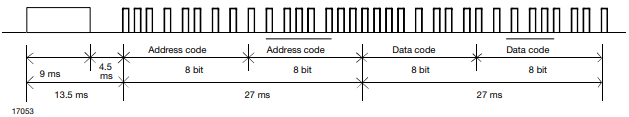 Address code Address code Data code Data code
9 ms 4.5 ms 8 bit 8 bit 8 bit 8 bit
13.5 ms 27 ms 27 ms
17053